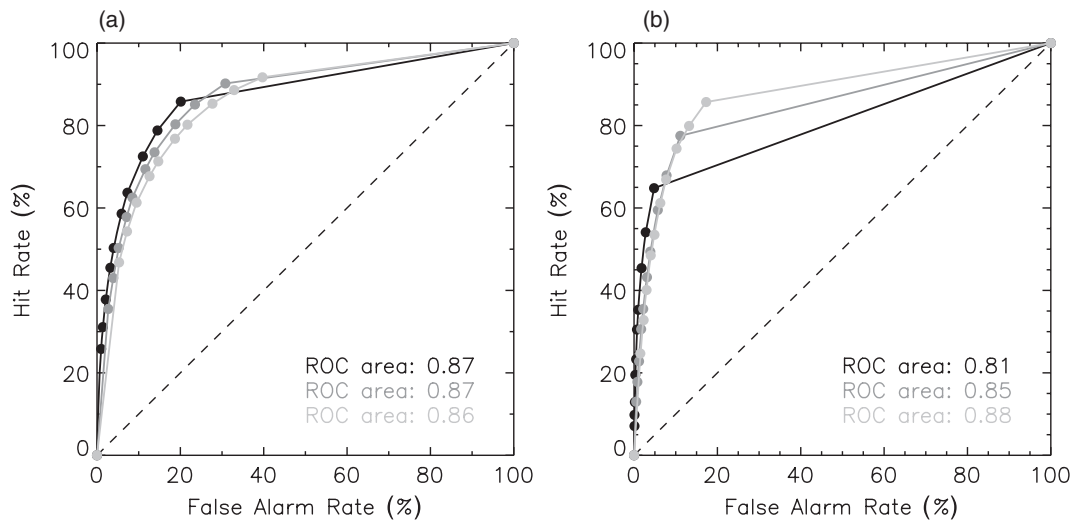 (a)
100
80
60
40
20
0
Hit Rate (%)
0 20 40 60 80 100
False Alarm Rate (%)
ROC area: 0.87
ROC area: 0.87
ROC area: 0.86
(b)
100
80
60
40
20
0
Hit Rate (%)
0 20 40 60 80 100
False Alarm Rate (%)
ROC area: 0.81
ROC area: 0.85
ROC area: 0.88